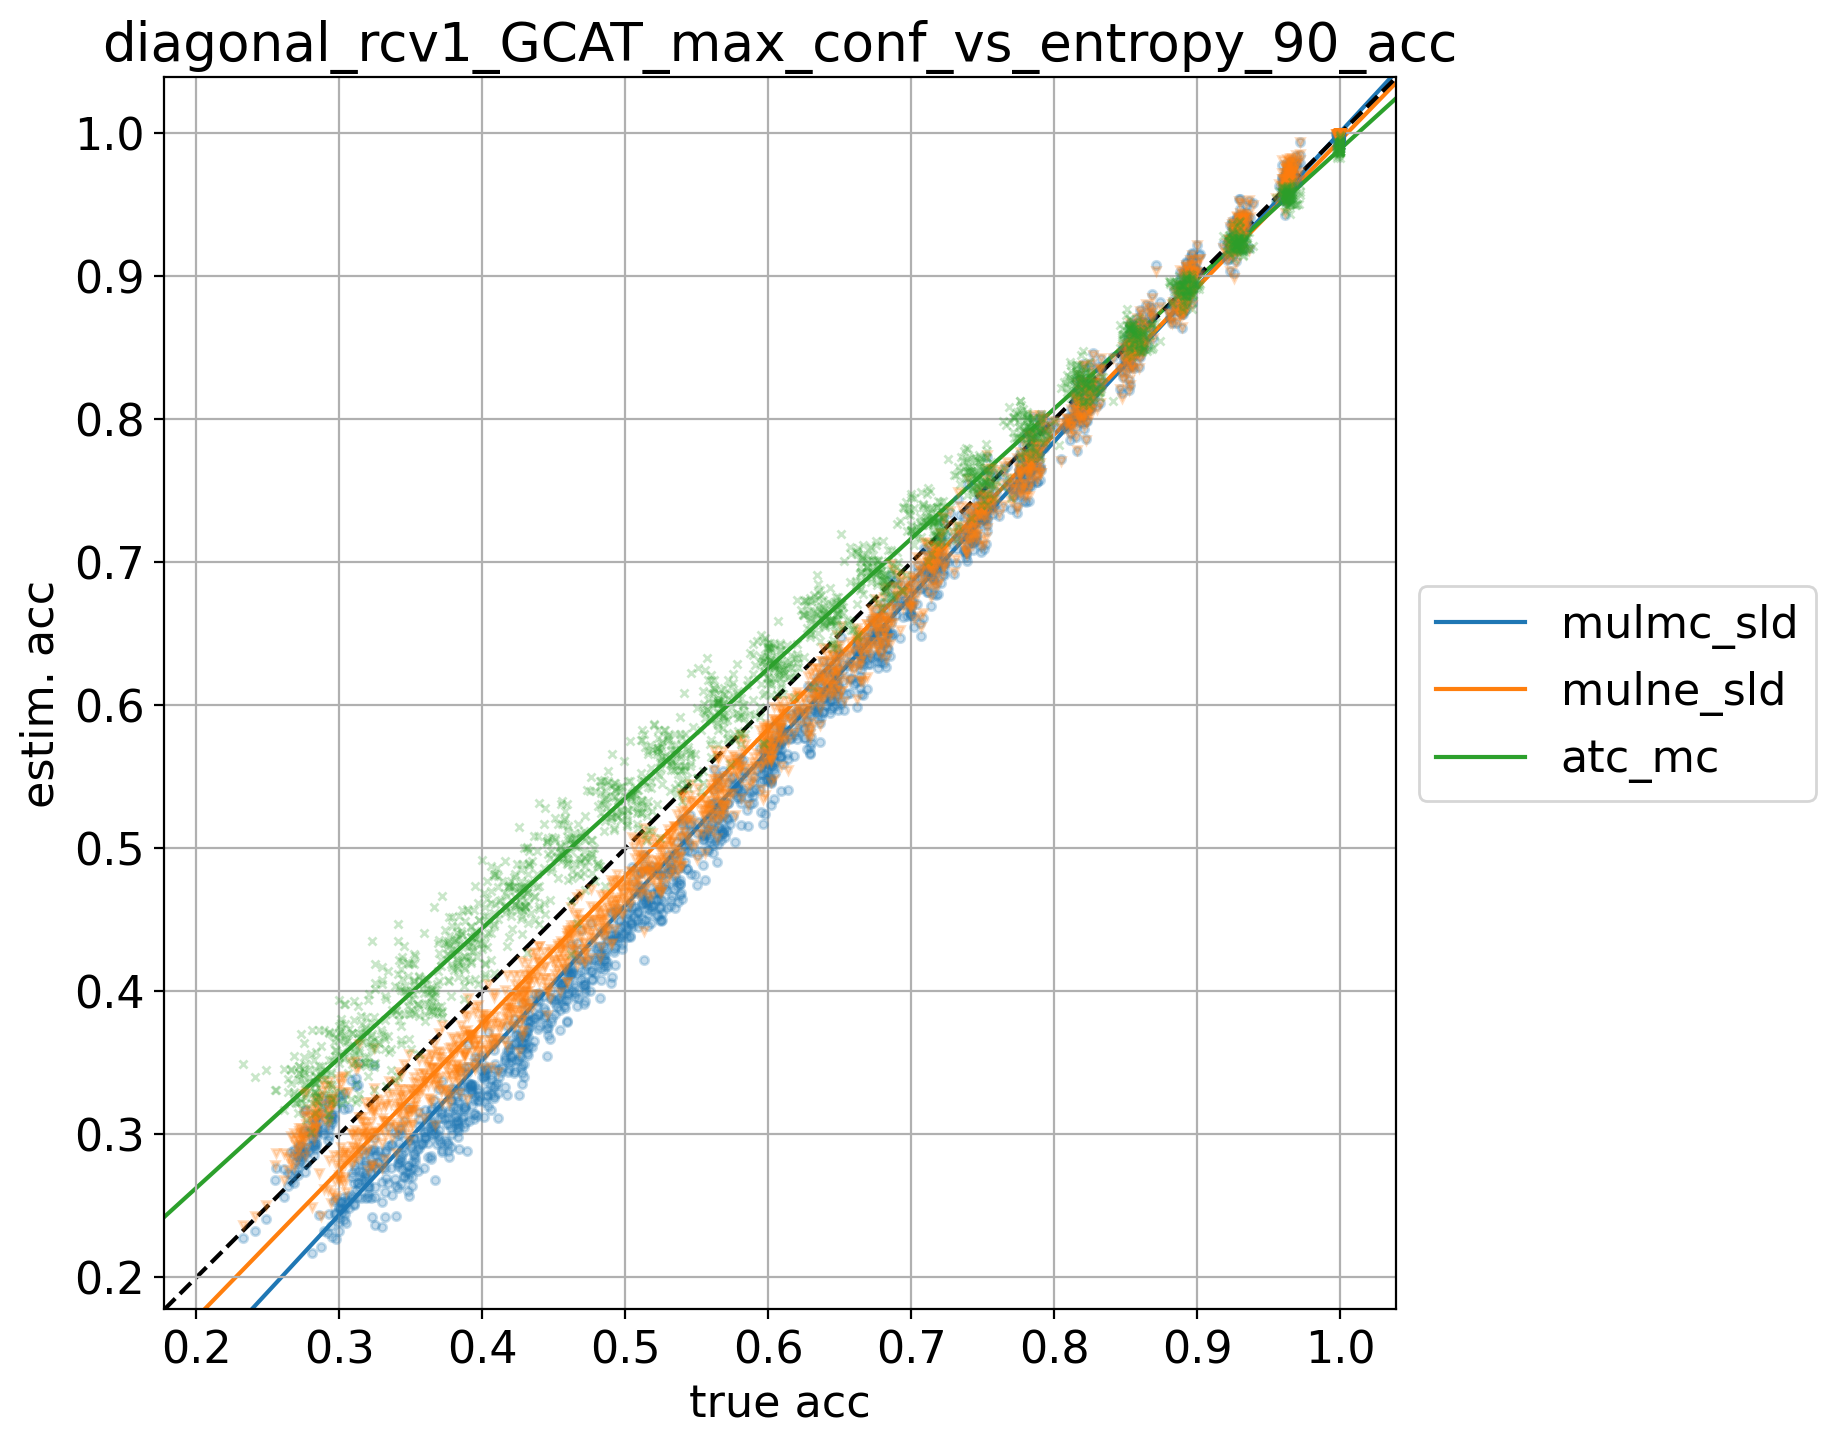 diagonal_rcv1_GCAT_max_conf_vs_entropy_90_acc
1.0
0.9
0.8
0.7
0.6
0.5
0.4
0.3
0.2
estim. acc
0.2 0.3 0.4 0.5 0.6 0.7 0.8 0.9 1.0
true acc
mulmc_sld
mulne_sld
atc_mc